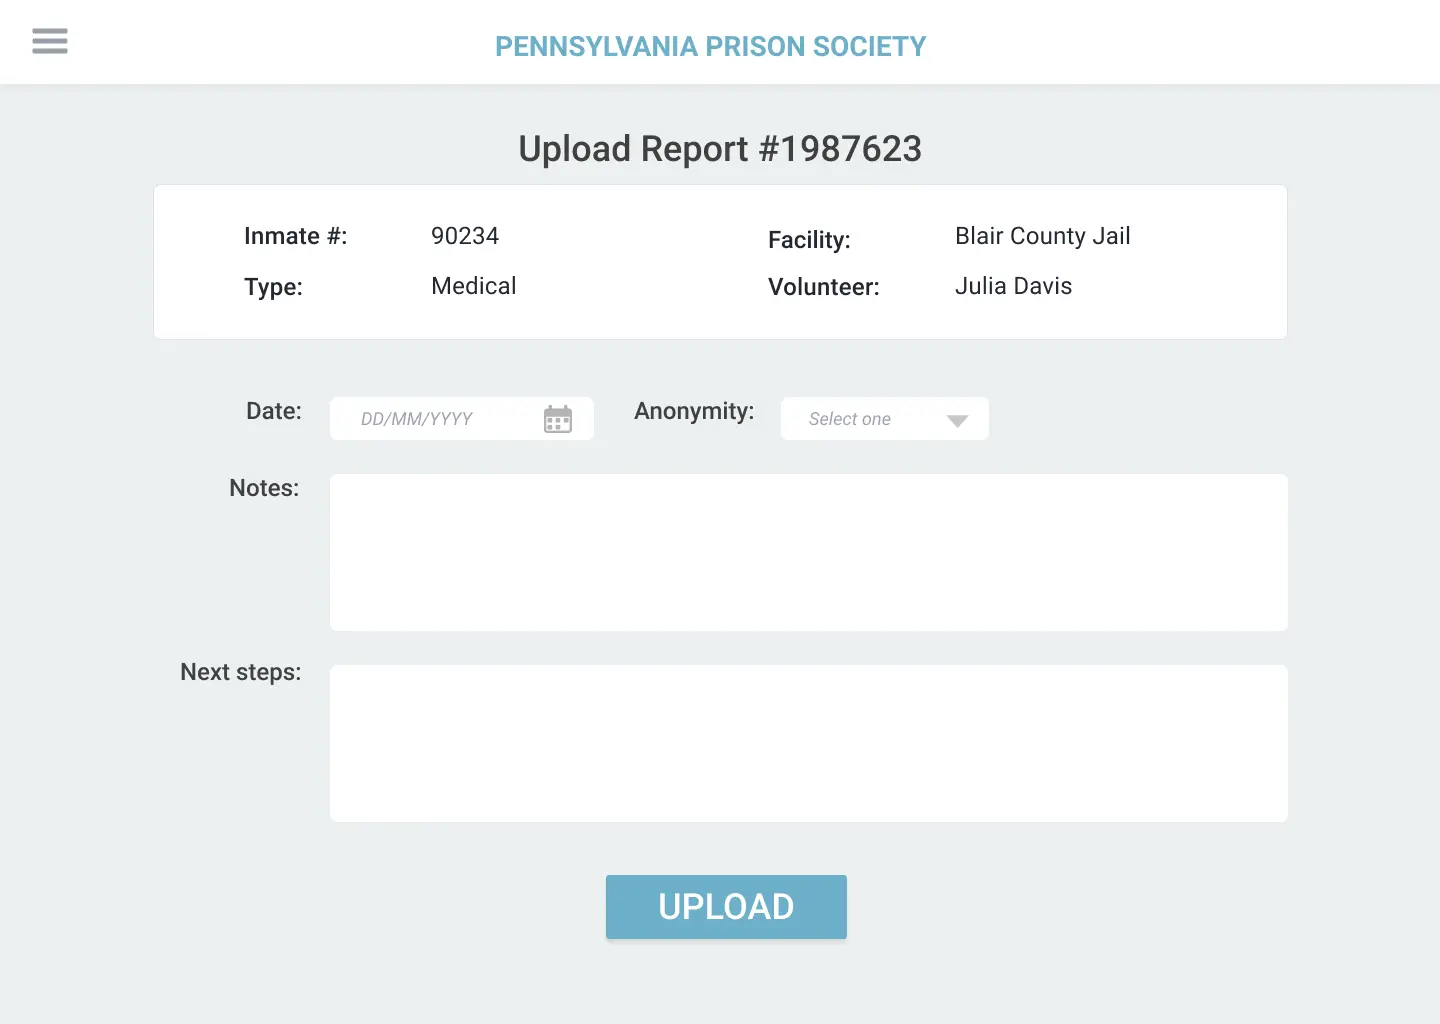 PENNSYLVANIA PRISON SOCIETY
Upload Report #1987623
Inmate #: 90234 Facility: Blair County Jail
Type: Medical Volunteer: Julia Davis
Date: DD/MM/YYYY Anonymity: Select one
Notes:
Next steps:
UPLOAD